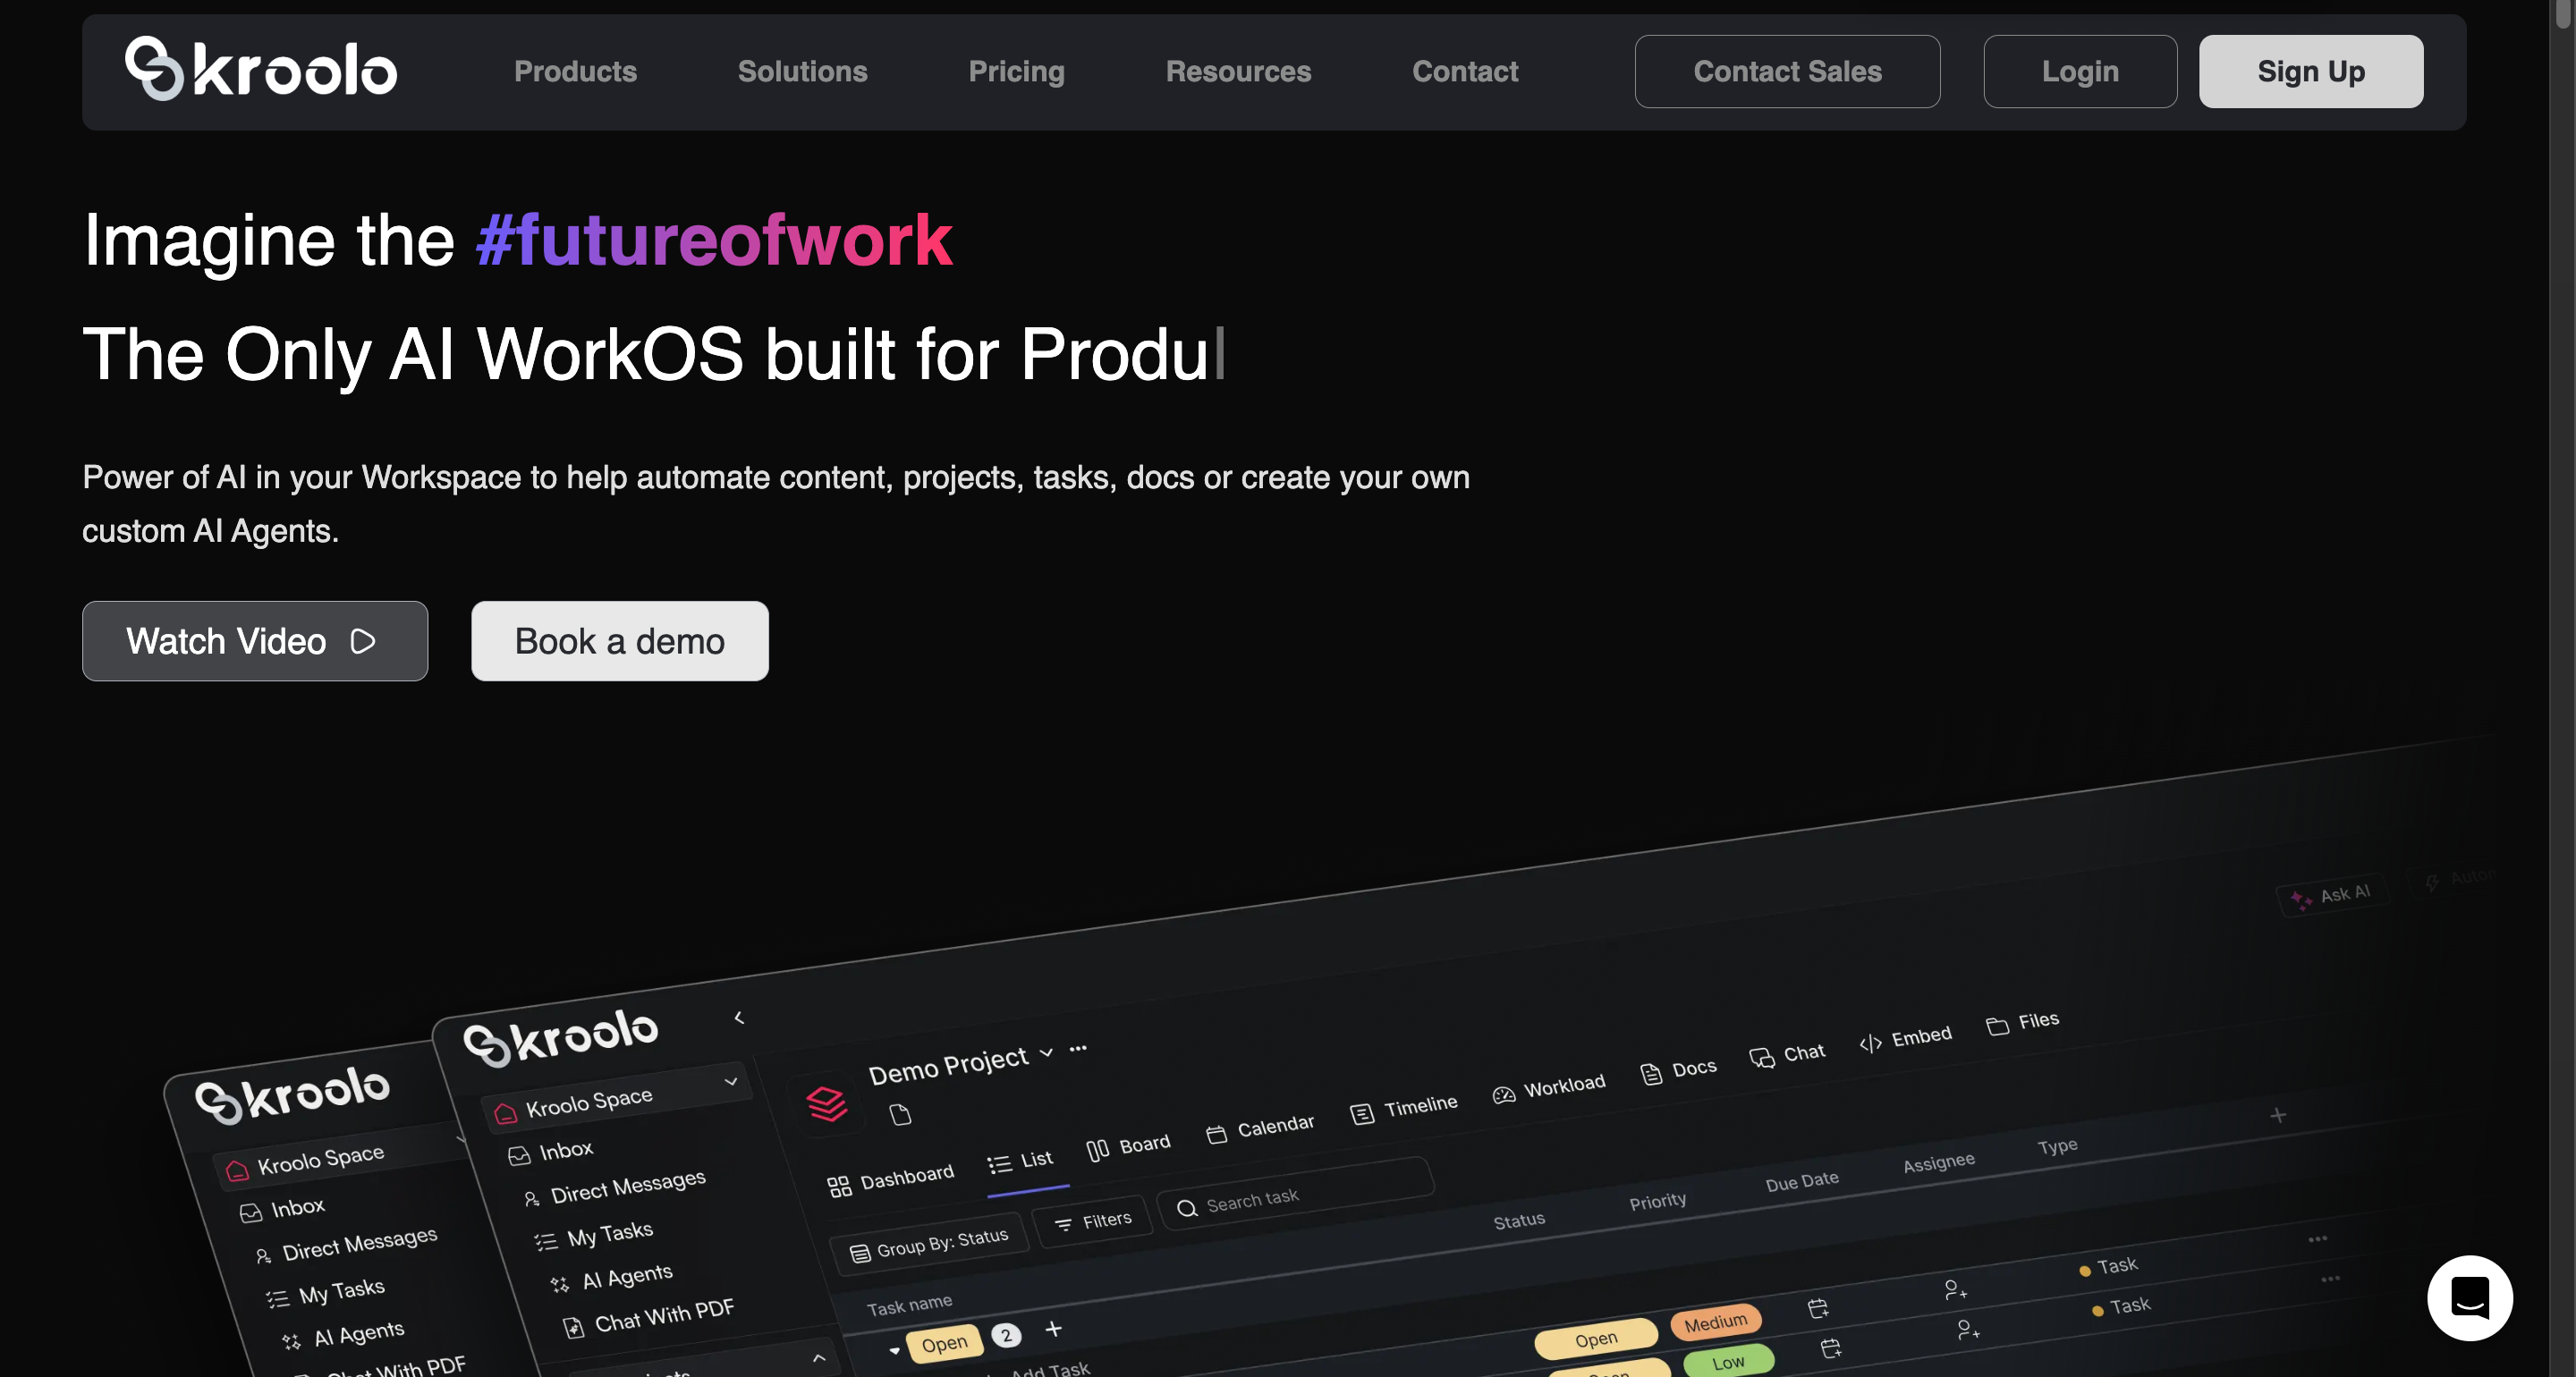 kroolo Products Solutions Pricing Resources Contact Contact Sales Login Sign Up
Imagine the #futureofwork
The Only AI WorkOS built for Produ
Power of AI in your Workspace to help automate content, projects, tasks, docs or create your own
custom AI Agents.
Watch Video
Book a demo
kroolo
Kroolo Space
Inbox
Direct Messages
My Tasks
AI Agents
Chat With PDF
kroolo
Kroolo Space
Inbox
Direct Messages
My Tasks
AI Agents
Chat With PDF
Ask AI
Demo Project
Dashboard List Board Calendar Timeline Workload Docs Chat Embed Files
Group By: Status Filters Search task
Task name Status Priority Due Date Assignee Type
Open 2
Open Medium Task
Low Task
Add Task